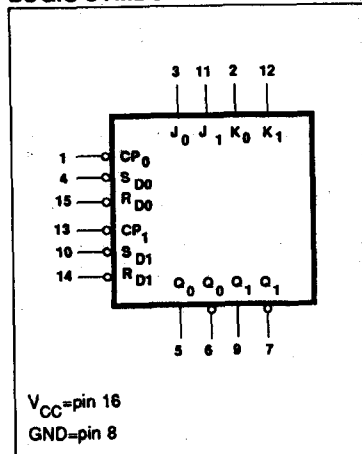 3 11 2 12
J0 J1 K0 K1
1 CP0
4 SD0
15 RD0
13 CP1
10 SD1
14 RD1
Q0 Q0 Q1 Q1
5 6 9 7
VCC=pin 16
GND=pin 8